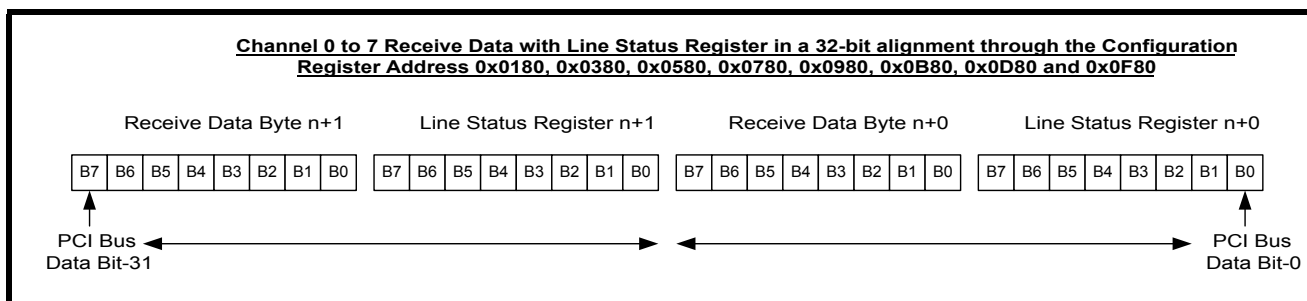 Channel 0 to 7 Receive Data with Line Status Register in a 32-bit alignment through the Configuration
Register Address 0x0180, 0x0380, 0x0580, 0x0780, 0x0980, 0x0B80, 0x0D80 and 0x0F80
Receive Data Byte n+1 Line Status Register n+1 Receive Data Byte n+0 Line Status Register n+0
B7 B6 B5 B4 B3 B2 B1 B0 B7 B6 B5 B4 B3 B2 B1 B0 B7 B6 B5 B4 B3 B2 B1 B0 B7 B6 B5 B4 B3 B2 B1 B0
PCI Bus PCI Bus
Data Bit-31 Data Bit-0